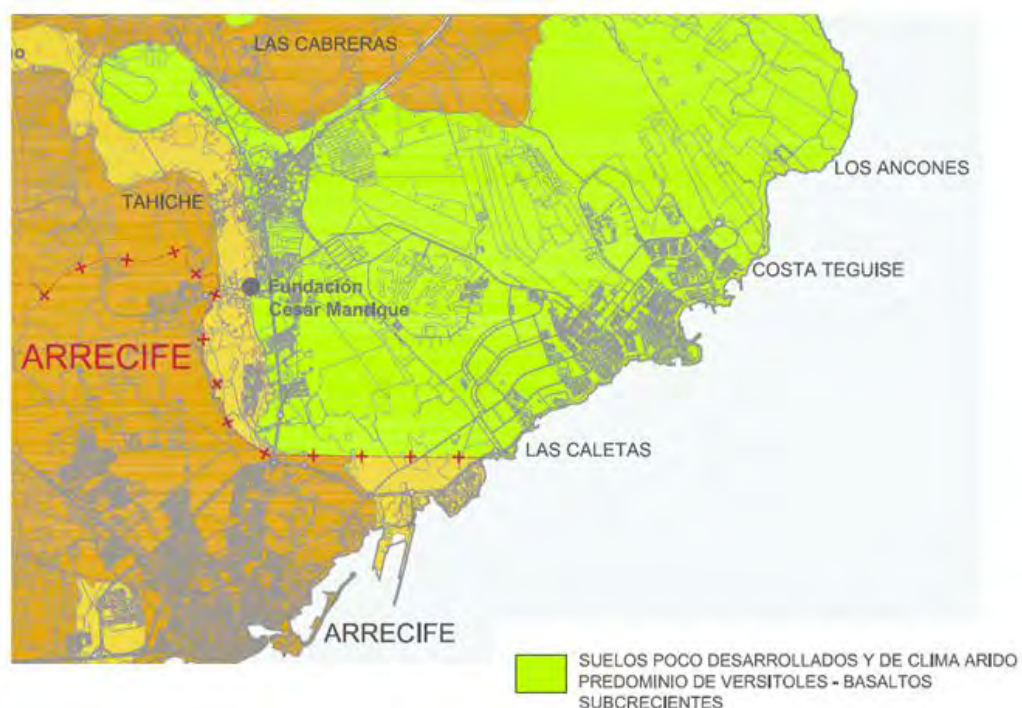 LAS CABRERAS
o
LOS ANCONES
TAHICHE
COSTA TEGUISE
Fundación
César Manrique
ARRECIFE
LAS CALETAS
ARRECIFE
SUELOS POCO DESARROLLADOS Y DE CLIMA ARIDO
PREDOMINIO DE VERSITOLES - BASALTOS
SUBCRECIENTES